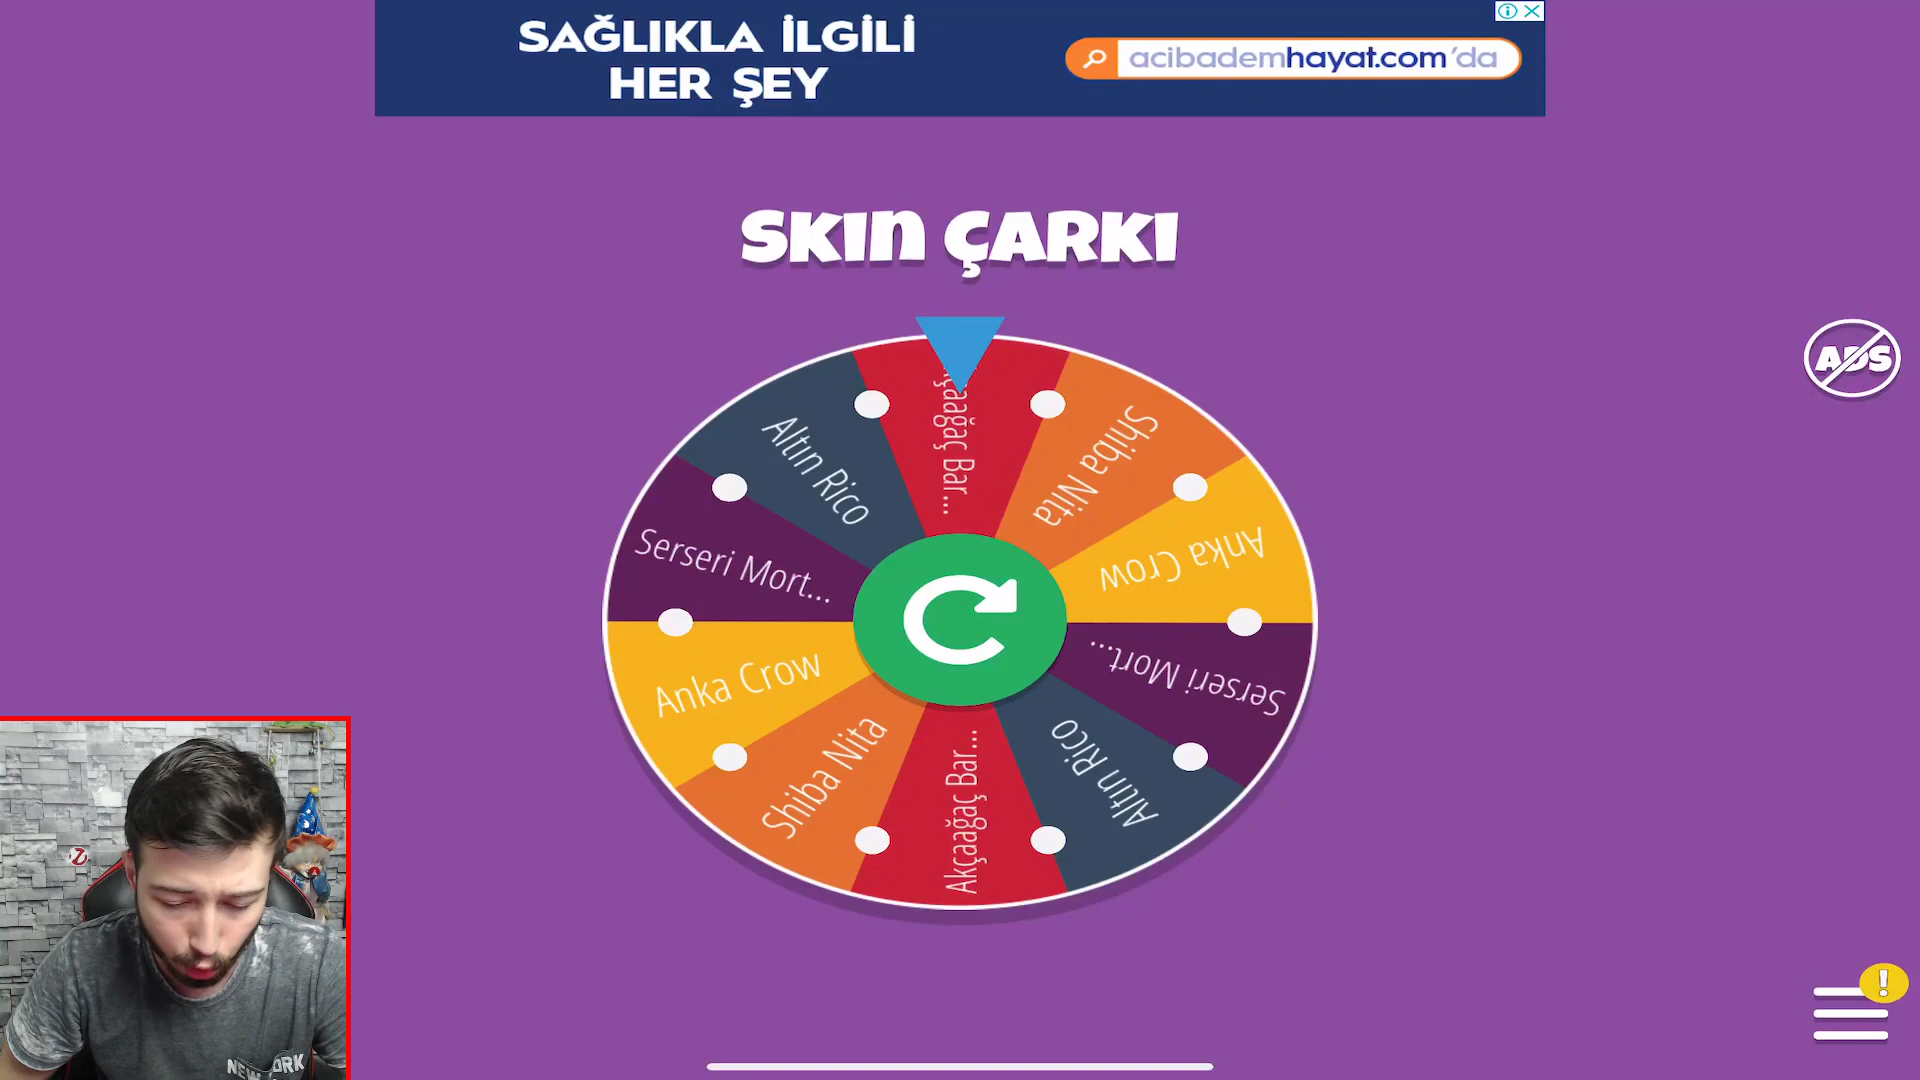 SAĞLIKLA İLGİLİ
HER ŞEY
acibademhayat.com'da
SKIN ÇARKI
ADS
Bar...
Shiba Nita
Anka Crow
Serseri Mort...
Altın Rico
Akçaağaç Bar...
Shiba Nita
Anka Crow
Serseri Mort...
Altın Rico
!